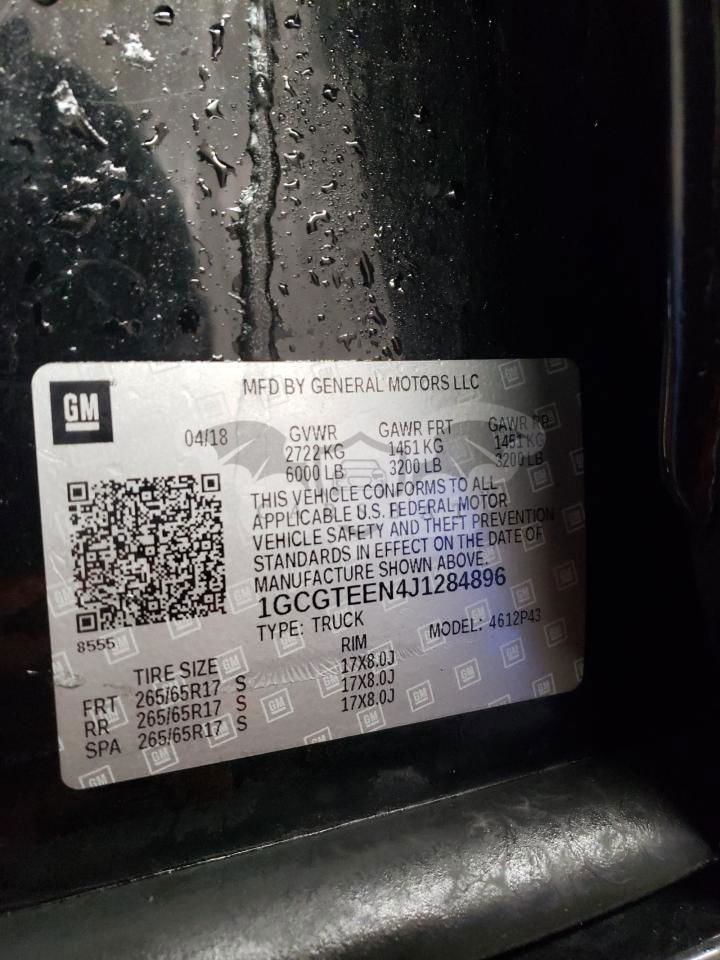 GM
MFD BY GENERAL MOTORS LLC
04/18
GVWR GAWR FRT GAWR RR
2722 KG 1451 KG 1451 KG
6000 LB 3200 LB 3200 LB
THIS VEHICLE CONFORMS TO ALL
APPLICABLE U.S. FEDERAL MOTOR
VEHICLE SAFETY AND THEFT PREVENTION
STANDARDS IN EFFECT ON THE DATE OF
MANUFACTURE SHOWN ABOVE.
1GCGTEEN4J1284896
8555
TYPE: TRUCK MODEL: 4612P43
TIRE SIZE RIM
FRT 265/65R17 S 17X8.0J
RR 265/65R17 S 17X8.0J
SPA 265/65R17 S 17X8.0J